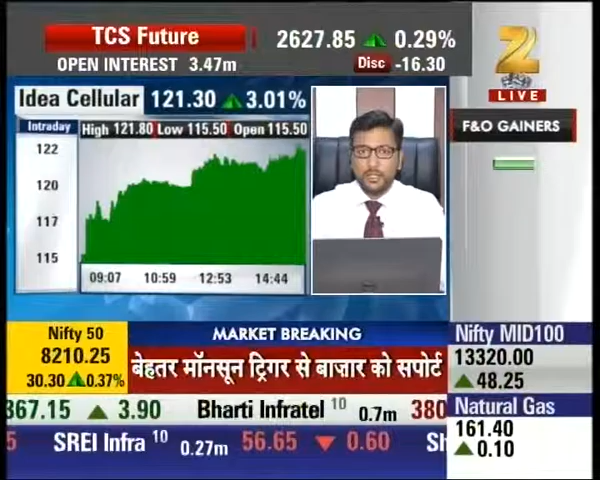 TCS Future
2627.85 0.29%
OPEN INTEREST 3.47m
Disc -16.30
LIVE
Idea Cellular 121.30 3.01%
Intraday High 121.80 Low 115.50 Open 115.50
122
120
117
115
09:07 10:59 12:53 14:44
F&O GAINERS
Nifty 50
8210.25
30.30 0.37%
MARKET BREAKING
बेहतर मॉनसून ट्रिगर से बाज़ार को सपोर्ट
Nifty MID100
13320.00
48.25
Natural Gas
161.40
0.10
367.15 3.90 Bharti Infratel 10 0.7m 380
5 SREI Infra 10 0.27m 56.65 0.60 Sh